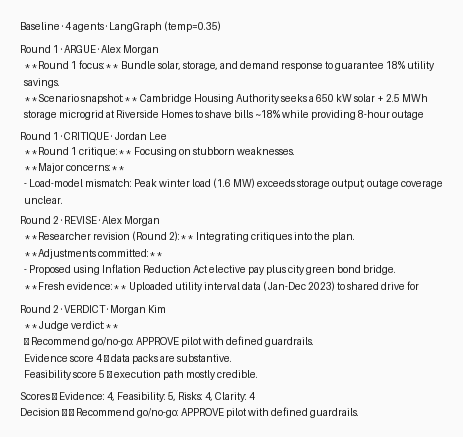 Baseline · 4 agents · LangGraph (temp=0.35)
Round 1 · ARGUE · Alex Morgan
**Round 1 focus:** Bundle solar, storage, and demand response to guarantee 18% utility
savings.
**Scenario snapshot:** Cambridge Housing Authority seeks a 650 kW solar + 2.5 MWh
storage microgrid at Riverside Homes to shave bills ~18% while providing 8-hour outage
Round 1 · CRITIQUE · Jordan Lee
**Round 1 critique:** Focusing on stubborn weaknesses.
**Major concerns:**
- Load-model mismatch: Peak winter load (1.6 MW) exceeds storage output; outage coverage
unclear.
Round 2 · REVISE · Alex Morgan
**Researcher revision (Round 2):** Integrating critiques into the plan.
**Adjustments committed:**
- Proposed using Inflation Reduction Act elective pay plus city green bond bridge.
**Fresh evidence:** Uploaded utility interval data (Jan-Dec 2023) to shared drive for
Round 2 · VERDICT · Morgan Kim
**Judge verdict:**
▯ Recommend go/no-go: APPROVE pilot with defined guardrails.
Evidence score 4 ▯ data packs are substantive.
Feasibility score 5 ▯ execution path mostly credible.
Scores ▯ Evidence: 4, Feasibility: 5, Risks: 4, Clarity: 4
Decision ▯ ▯ Recommend go/no-go: APPROVE pilot with defined guardrails.